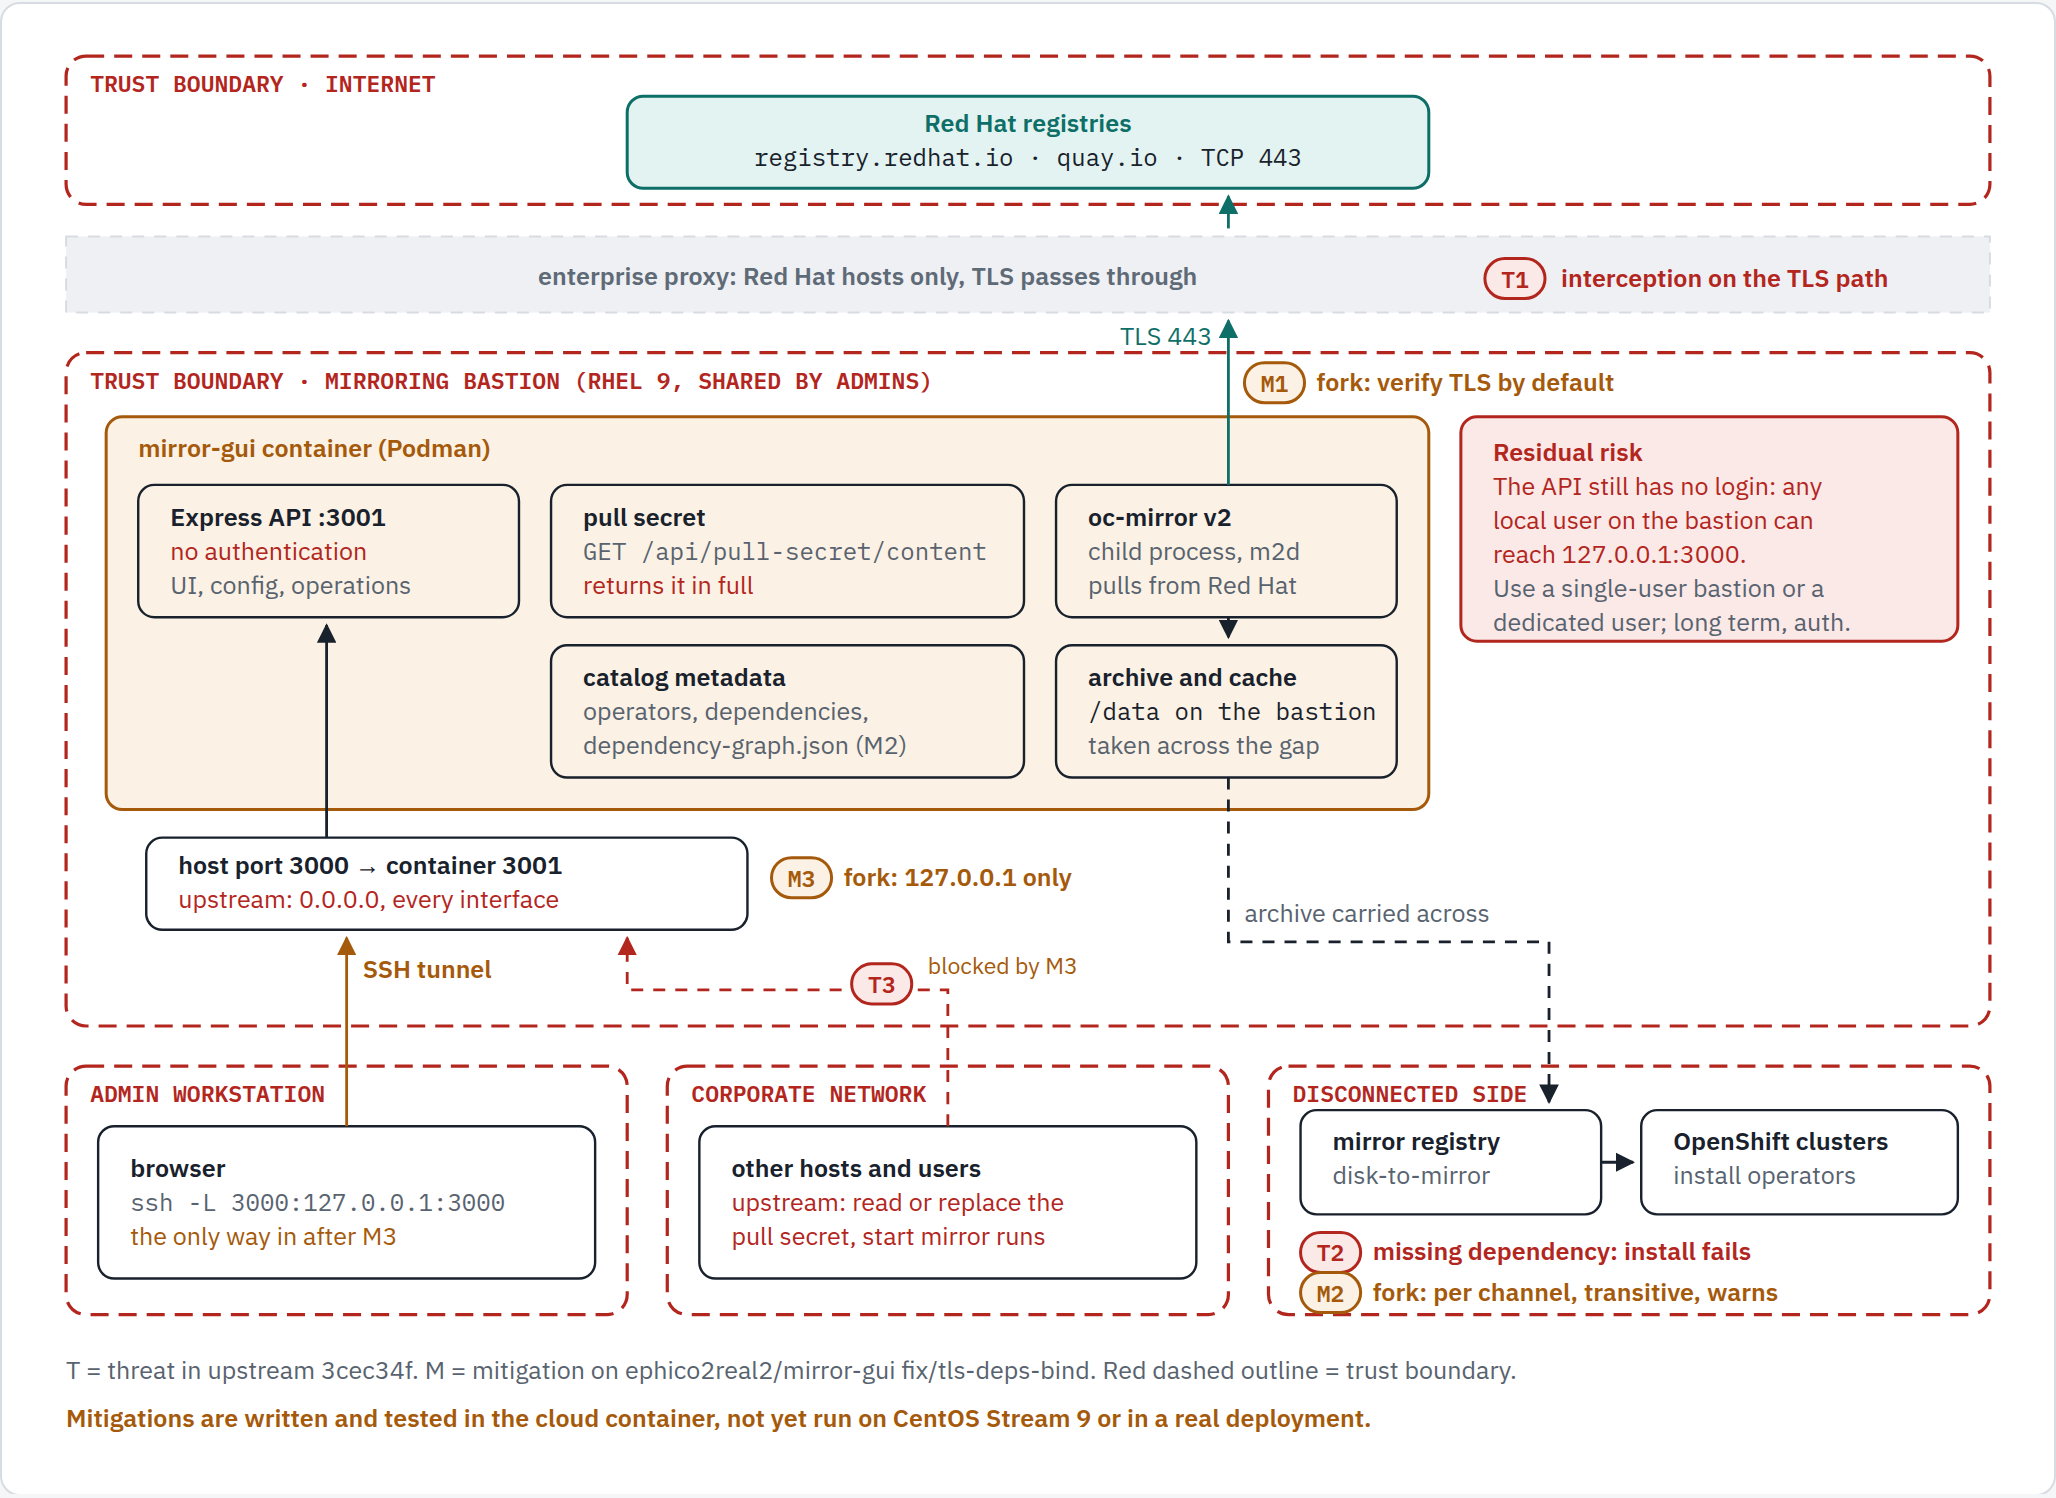 TRUST BOUNDARY · INTERNET
Red Hat registries
registry.redhat.io · quay.io · TCP 443
enterprise proxy: Red Hat hosts only, TLS passes through
T1 interception on the TLS path
TLS 443
TRUST BOUNDARY · MIRRORING BASTION (RHEL 9, SHARED BY ADMINS)
M1 fork: verify TLS by default
mirror-gui container (Podman)
Express API :3001
no authentication
UI, config, operations
pull secret
GET /api/pull-secret/content
returns it in full
oc-mirror v2
child process, m2d
pulls from Red Hat
Residual risk
The API still has no login: any
local user on the bastion can
reach 127.0.0.1:3000.
Use a single-user bastion or a
dedicated user; long term, auth.
catalog metadata
operators, dependencies,
dependency-graph.json (M2)
archive and cache
/data on the bastion
taken across the gap
host port 3000 → container 3001
upstream: 0.0.0.0, every interface
M3 fork: 127.0.0.1 only
archive carried across
SSH tunnel
T3 blocked by M3
ADMIN WORKSTATION
browser
ssh -L 3000:127.0.0.1:3000
the only way in after M3
CORPORATE NETWORK
other hosts and users
upstream: read or replace the
pull secret, start mirror runs
DISCONNECTED SIDE
mirror registry
disk-to-mirror
OpenShift clusters
install operators
T2 missing dependency: install fails
M2 fork: per channel, transitive, warns
T = threat in upstream 3cec34f. M = mitigation on ephico2real2/mirror-gui fix/tls-deps-bind. Red dashed outline = trust boundary.
Mitigations are written and tested in the cloud container, not yet run on CentOS Stream 9 or in a real deployment.